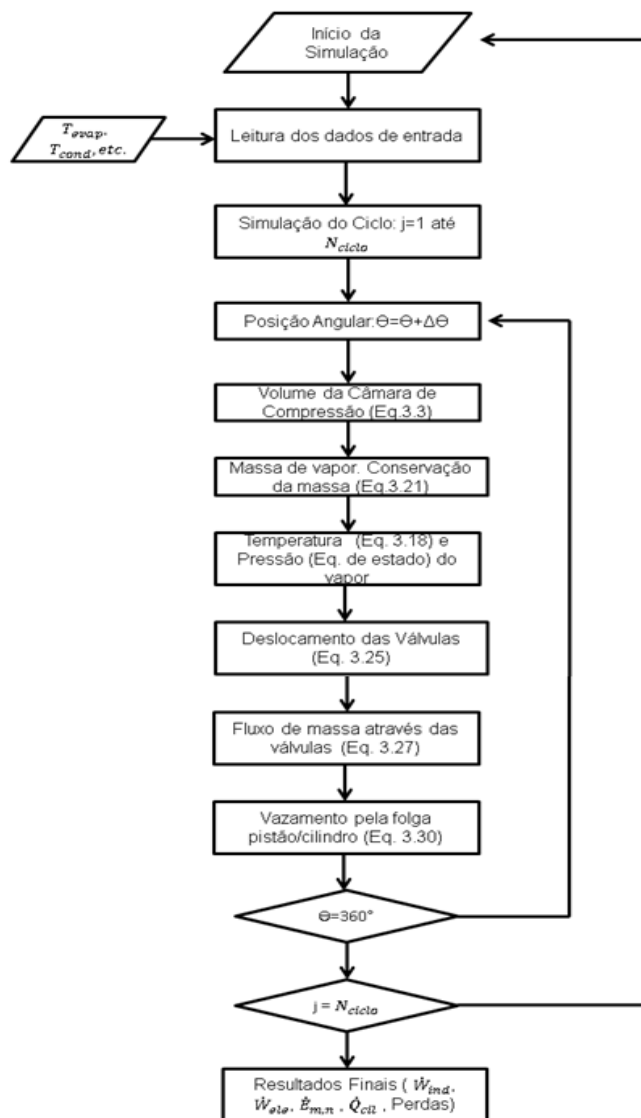 Início da
Simulação
T_evap,
T_cond, etc.
Leitura dos dados de entrada
Simulação do Ciclo: j=1 até
N_ciclo
Posição Angular:Ɵ=Ɵ+ΔƟ
Volume da Câmara de
Compressão (Eq.3.3)
Massa de vapor. Conservação
da massa (Eq.3.21)
Temperatura (Eq. 3.18) e
Pressão (Eq. de estado) do
vapor
Deslocamento das Válvulas
(Eq. 3.25)
Fluxo de massa através das
válvulas (Eq. 3.27)
Vazamento pela folga
pistão/cilindro (Eq. 3.30)
Ɵ=360°
j = N_ciclo
Resultados Finais ( Ẇ_ind,
Ẇ_ele, Ė_m,n , Q̇_cil , Perdas)